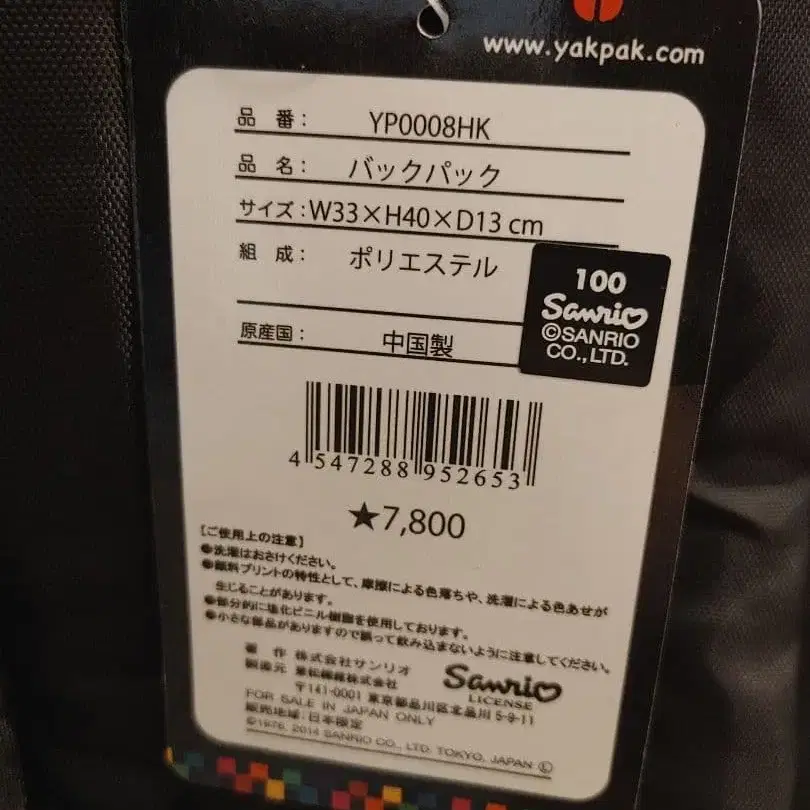 www.yakpak.com
品 番： YP0008HK
品 名： バックパック
サイズ：W33×H40×D13 cm
組 成： ポリエステル
100
Sanrio
©SANRIO
CO., LTD.
原産国： 中国製
4 547288 952653
★7,800
【ご使用上の注意】
●洗濯はおさけください。
●顔料プリントの特性として、摩擦による色落ちや、洗濯による色あせが
生じることがあります。
●部分的に塩化ビニル樹脂を使用しております。
●小さな部品がありますので誤って飲み込まないように注意してください。
著 作 株式会社サンリオ
製造元 株式会社
〒141-0001 東京都品川区北品川 5-9-11
Sanrio
LICENSE
FOR SALE IN JAPAN ONLY
販売地域：日本限定
©1976, 2014 SANRIO CO., LTD. TOKYO, JAPAN Ⓛ